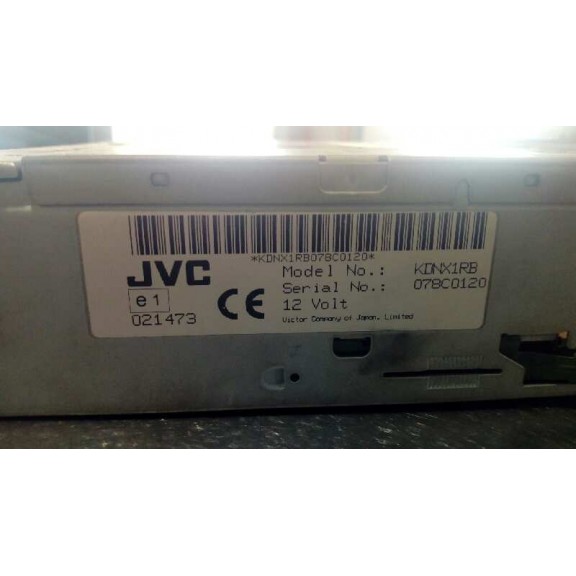 *KDNX1RB078C0120*
JVC
Model No.: KDNX1RB
Serial No.: 078C0120
e1
CE
12 Volt
021473
Victor Company of Japan, Limited